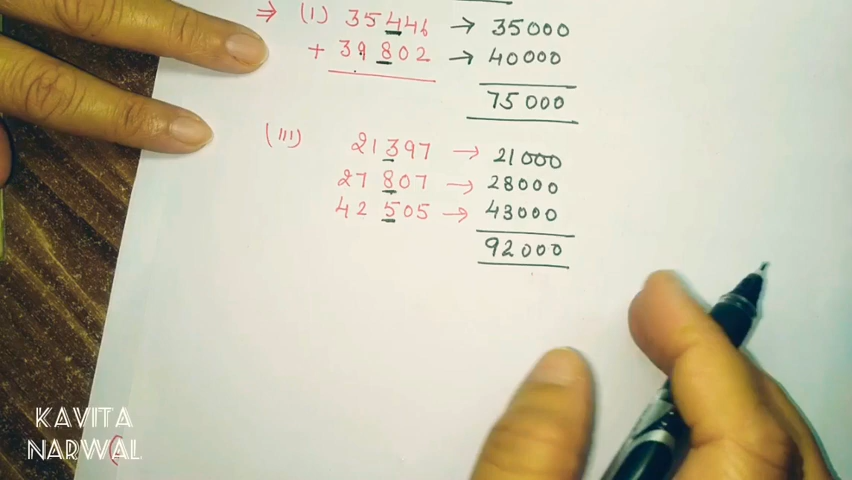 ⇒ (I) 35446 → 35000
+ 39802 → 40000
75000
(III) 21397 → 21000
27807 → 28000
42505 → 43000
92000
KAVITA
NARWAL